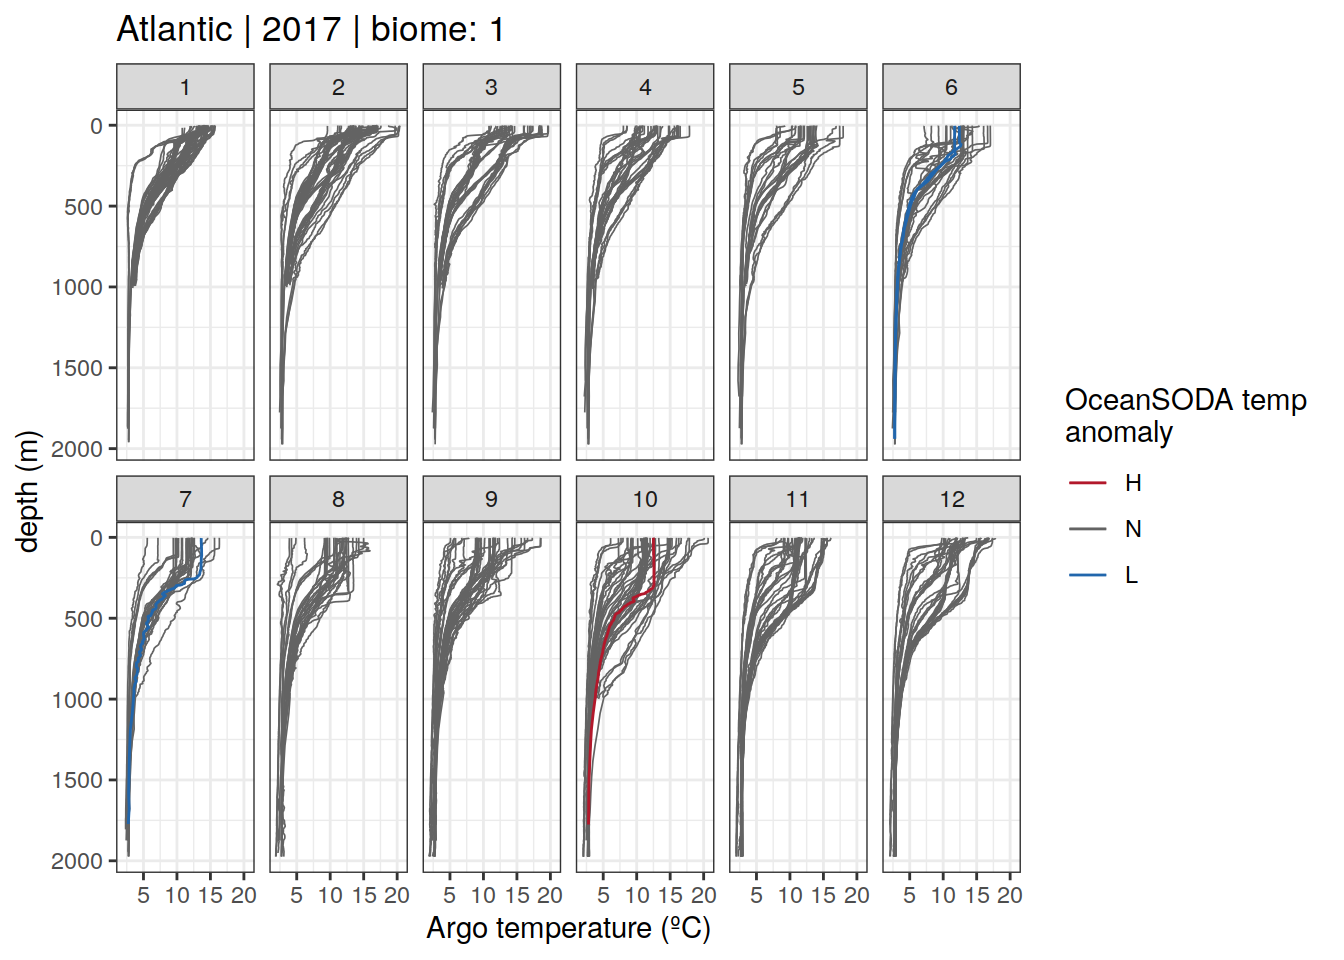 Atlantic | 2017 | biome: 1
1 2 3 4 5 6
0
500
1000
1500
2000
7 8 9 10 11 12
0
500
1000
1500
2000
5 10 15 20 5 10 15 20 5 10 15 20 5 10 15 20 5 10 15 20 5 10 15 20
Argo temperature (ºC)
depth (m)
OceanSODA temp
anomaly
H
N
L